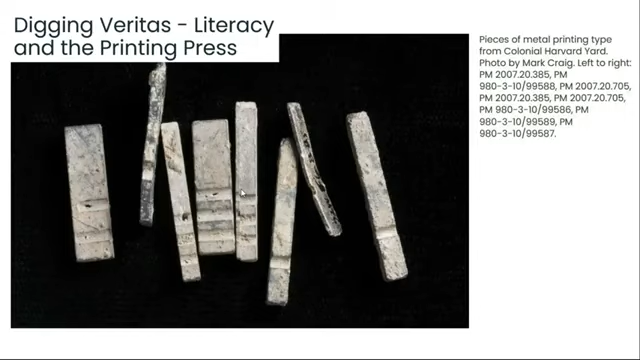 Digging Veritas - Literacy
and the Printing Press
Pieces of metal printing type
from Colonial Harvard Yard.
Photo by Mark Craig. Left to right:
PM 2007.20.385, PM
980-3-10/99588, PM 2007.20.705,
PM 2007.20.385, PM 2007.20.705,
PM 980-3-10/99586, PM
980-3-10/99589, PM
980-3-10/99587.